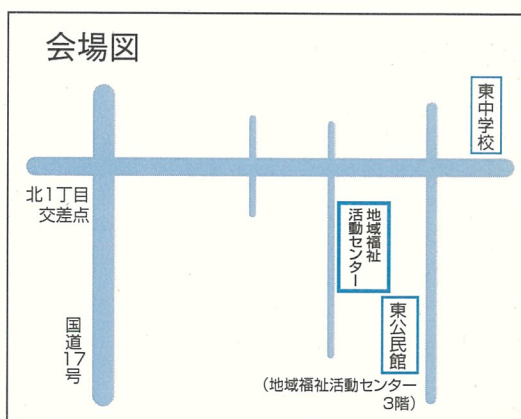 会場図
東中学校
北1丁目
交差点
地域福祉
活動センター
国道17号
東公民館
(地域福祉活動センター
3階)